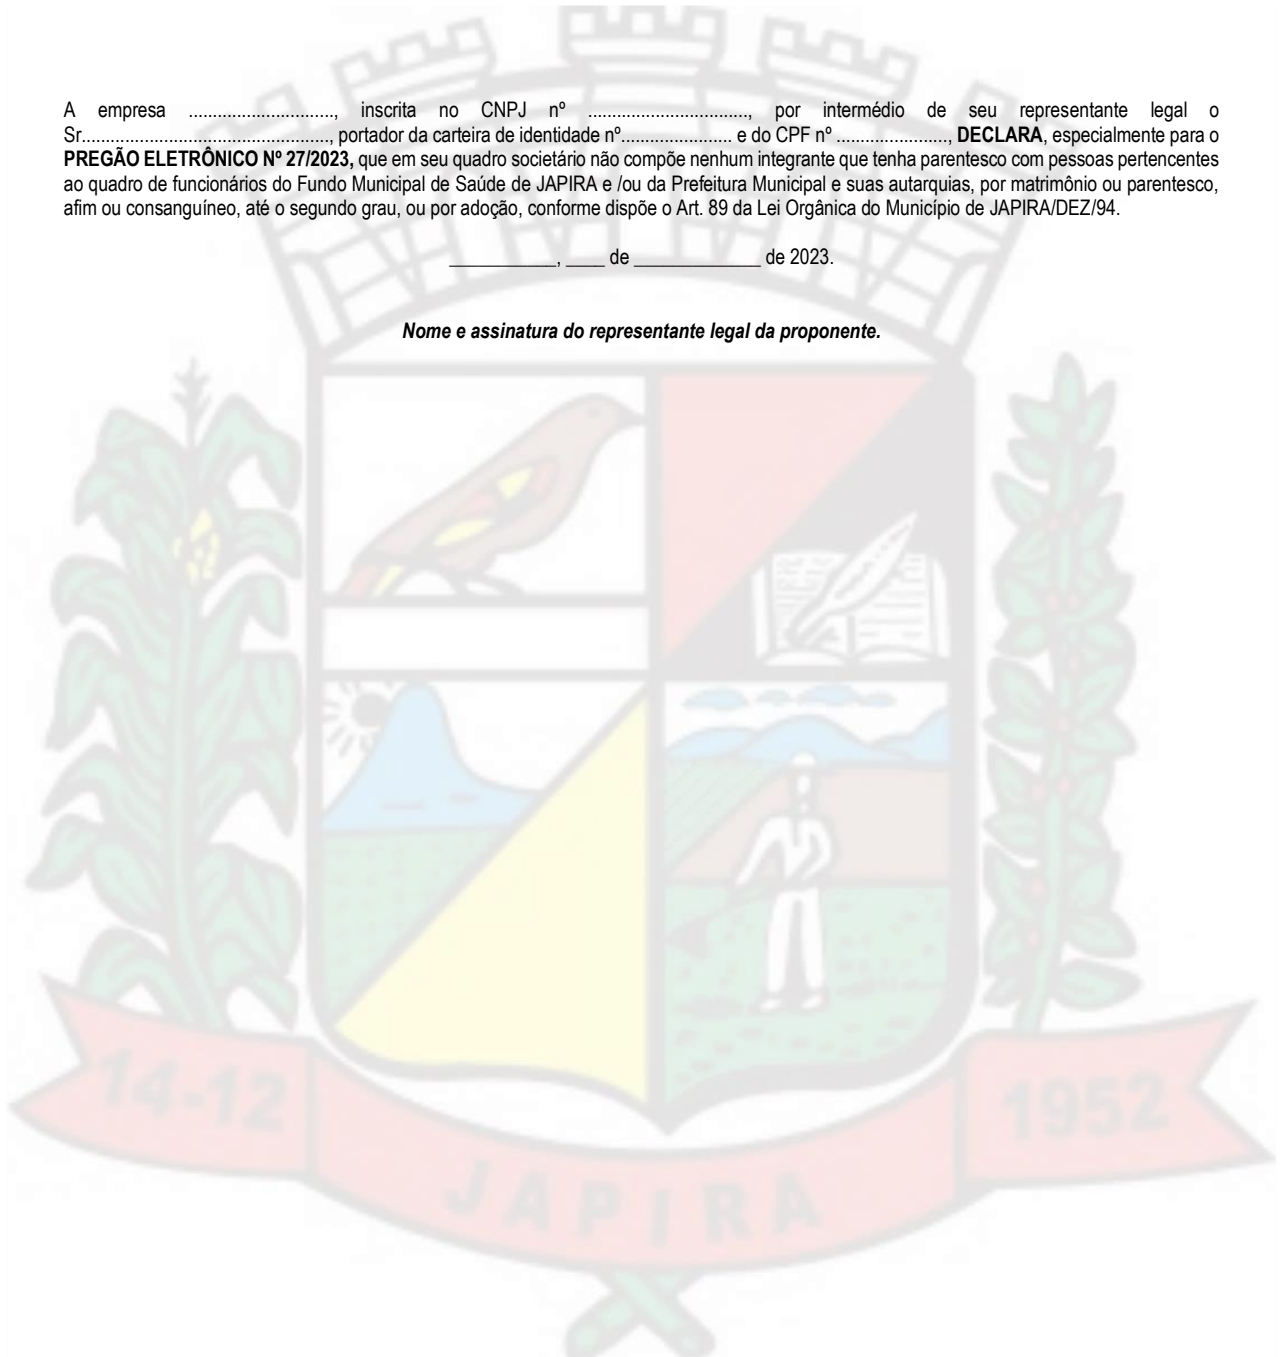 A empresa ..............................., inscrita no CNPJ nº .................................., por intermédio de seu representante legal o
Sr...................................................., portador da carteira de identidade nº....................... e do CPF nº ........................, DECLARA, especialmente para o
PREGÃO ELETRÔNICO Nº 27/2023, que em seu quadro societário não compõe nenhum integrante que tenha parentesco com pessoas pertencentes
ao quadro de funcionários do Fundo Municipal de Saúde de JAPIRA e /ou da Prefeitura Municipal e suas autarquias, por matrimônio ou parentesco,
afim ou consanguíneo, até o segundo grau, ou por adoção, conforme dispõe o Art. 89 da Lei Orgânica do Município de JAPIRA/DEZ/94.
___________, ____ de _____________ de 2023.
Nome e assinatura do representante legal da proponente.
14-12
1952
JAPIRA